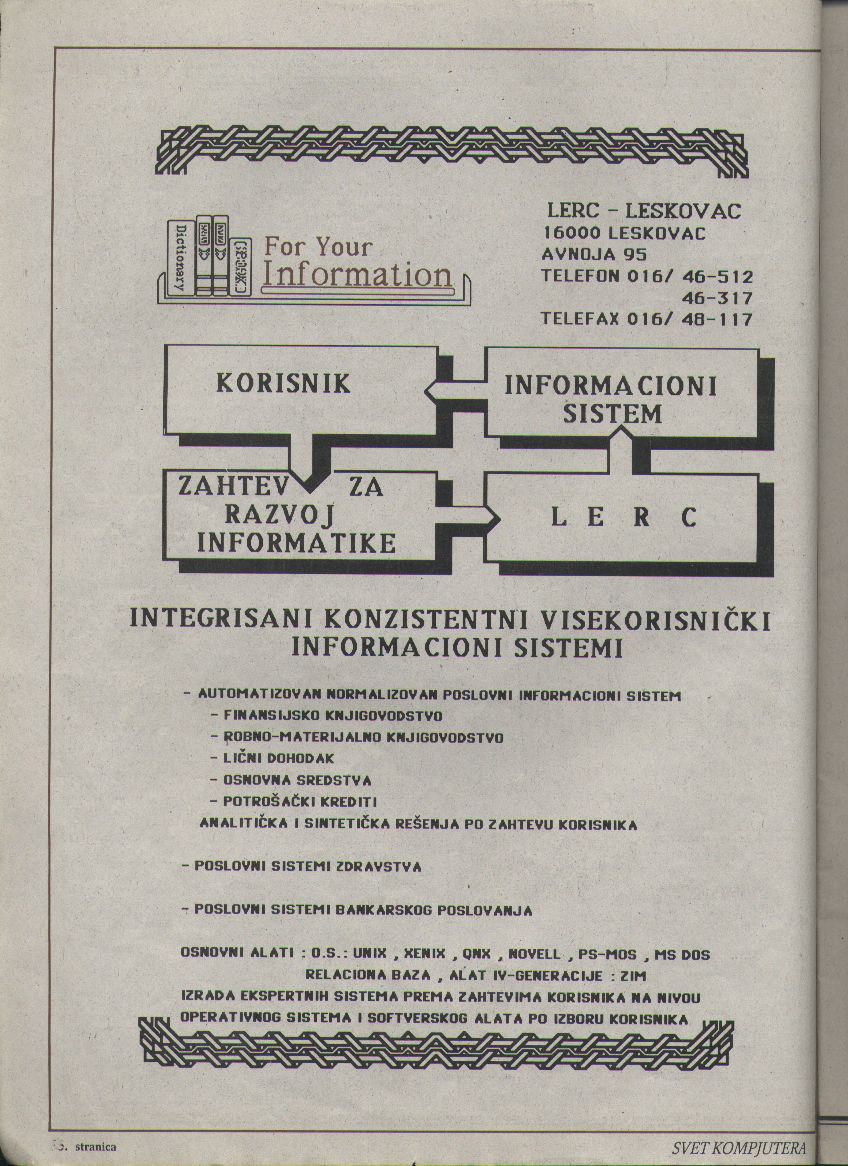 LERC - LESKOVAC
16000 LESKOVAC
AVNOJA 95
TELEFON 016/ 46-512
46-317
TELEFAX 016/ 48-117
Dictionary
For Your
Information
KORISNIK
INFORMACIONI
SISTEM
ZAHTEV ZA
RAZVOJ
INFORMATIKE
L E R C
INTEGRISANI KONZISTENTNI VISEKORISNIČKI
INFORMACIONI SISTEMI
- AUTOMATIZOVAN NORMALIZOVAN POSLOVNI INFORMACIONI SISTEM
- FINANSIJSKO KNJIGOVODSTVO
- ROBNO-MATERIJALNO KNJIGOVODSTVO
- LIČNI DOHODAK
- OSNOVNA SREDSTVA
- POTROŠAČKI KREDITI
ANALITIČKA I SINTETIČKA REŠENJA PO ZAHTEVU KORISNIKA
- POSLOVNI SISTEMI ZDRAVSTVA
- POSLOVNI SISTEMI BANKARSKOG POSLOVANJA
OSNOVNI ALATI : O.S.: UNIX , XENIX , QNX , NOVELL , PS-MOS , MS DOS
RELACIONA BAZA , ALAT IV-GENERACIJE : ZIM
IZRADA EKSPERTNIH SISTEMA PREMA ZAHTEVIMA KORISNIKA NA NIVOU
OPERATIVNOG SISTEMA I SOFTVERSKOG ALATA PO IZBORU KORISNIKA
stranica
SVET KOMPJUTERA